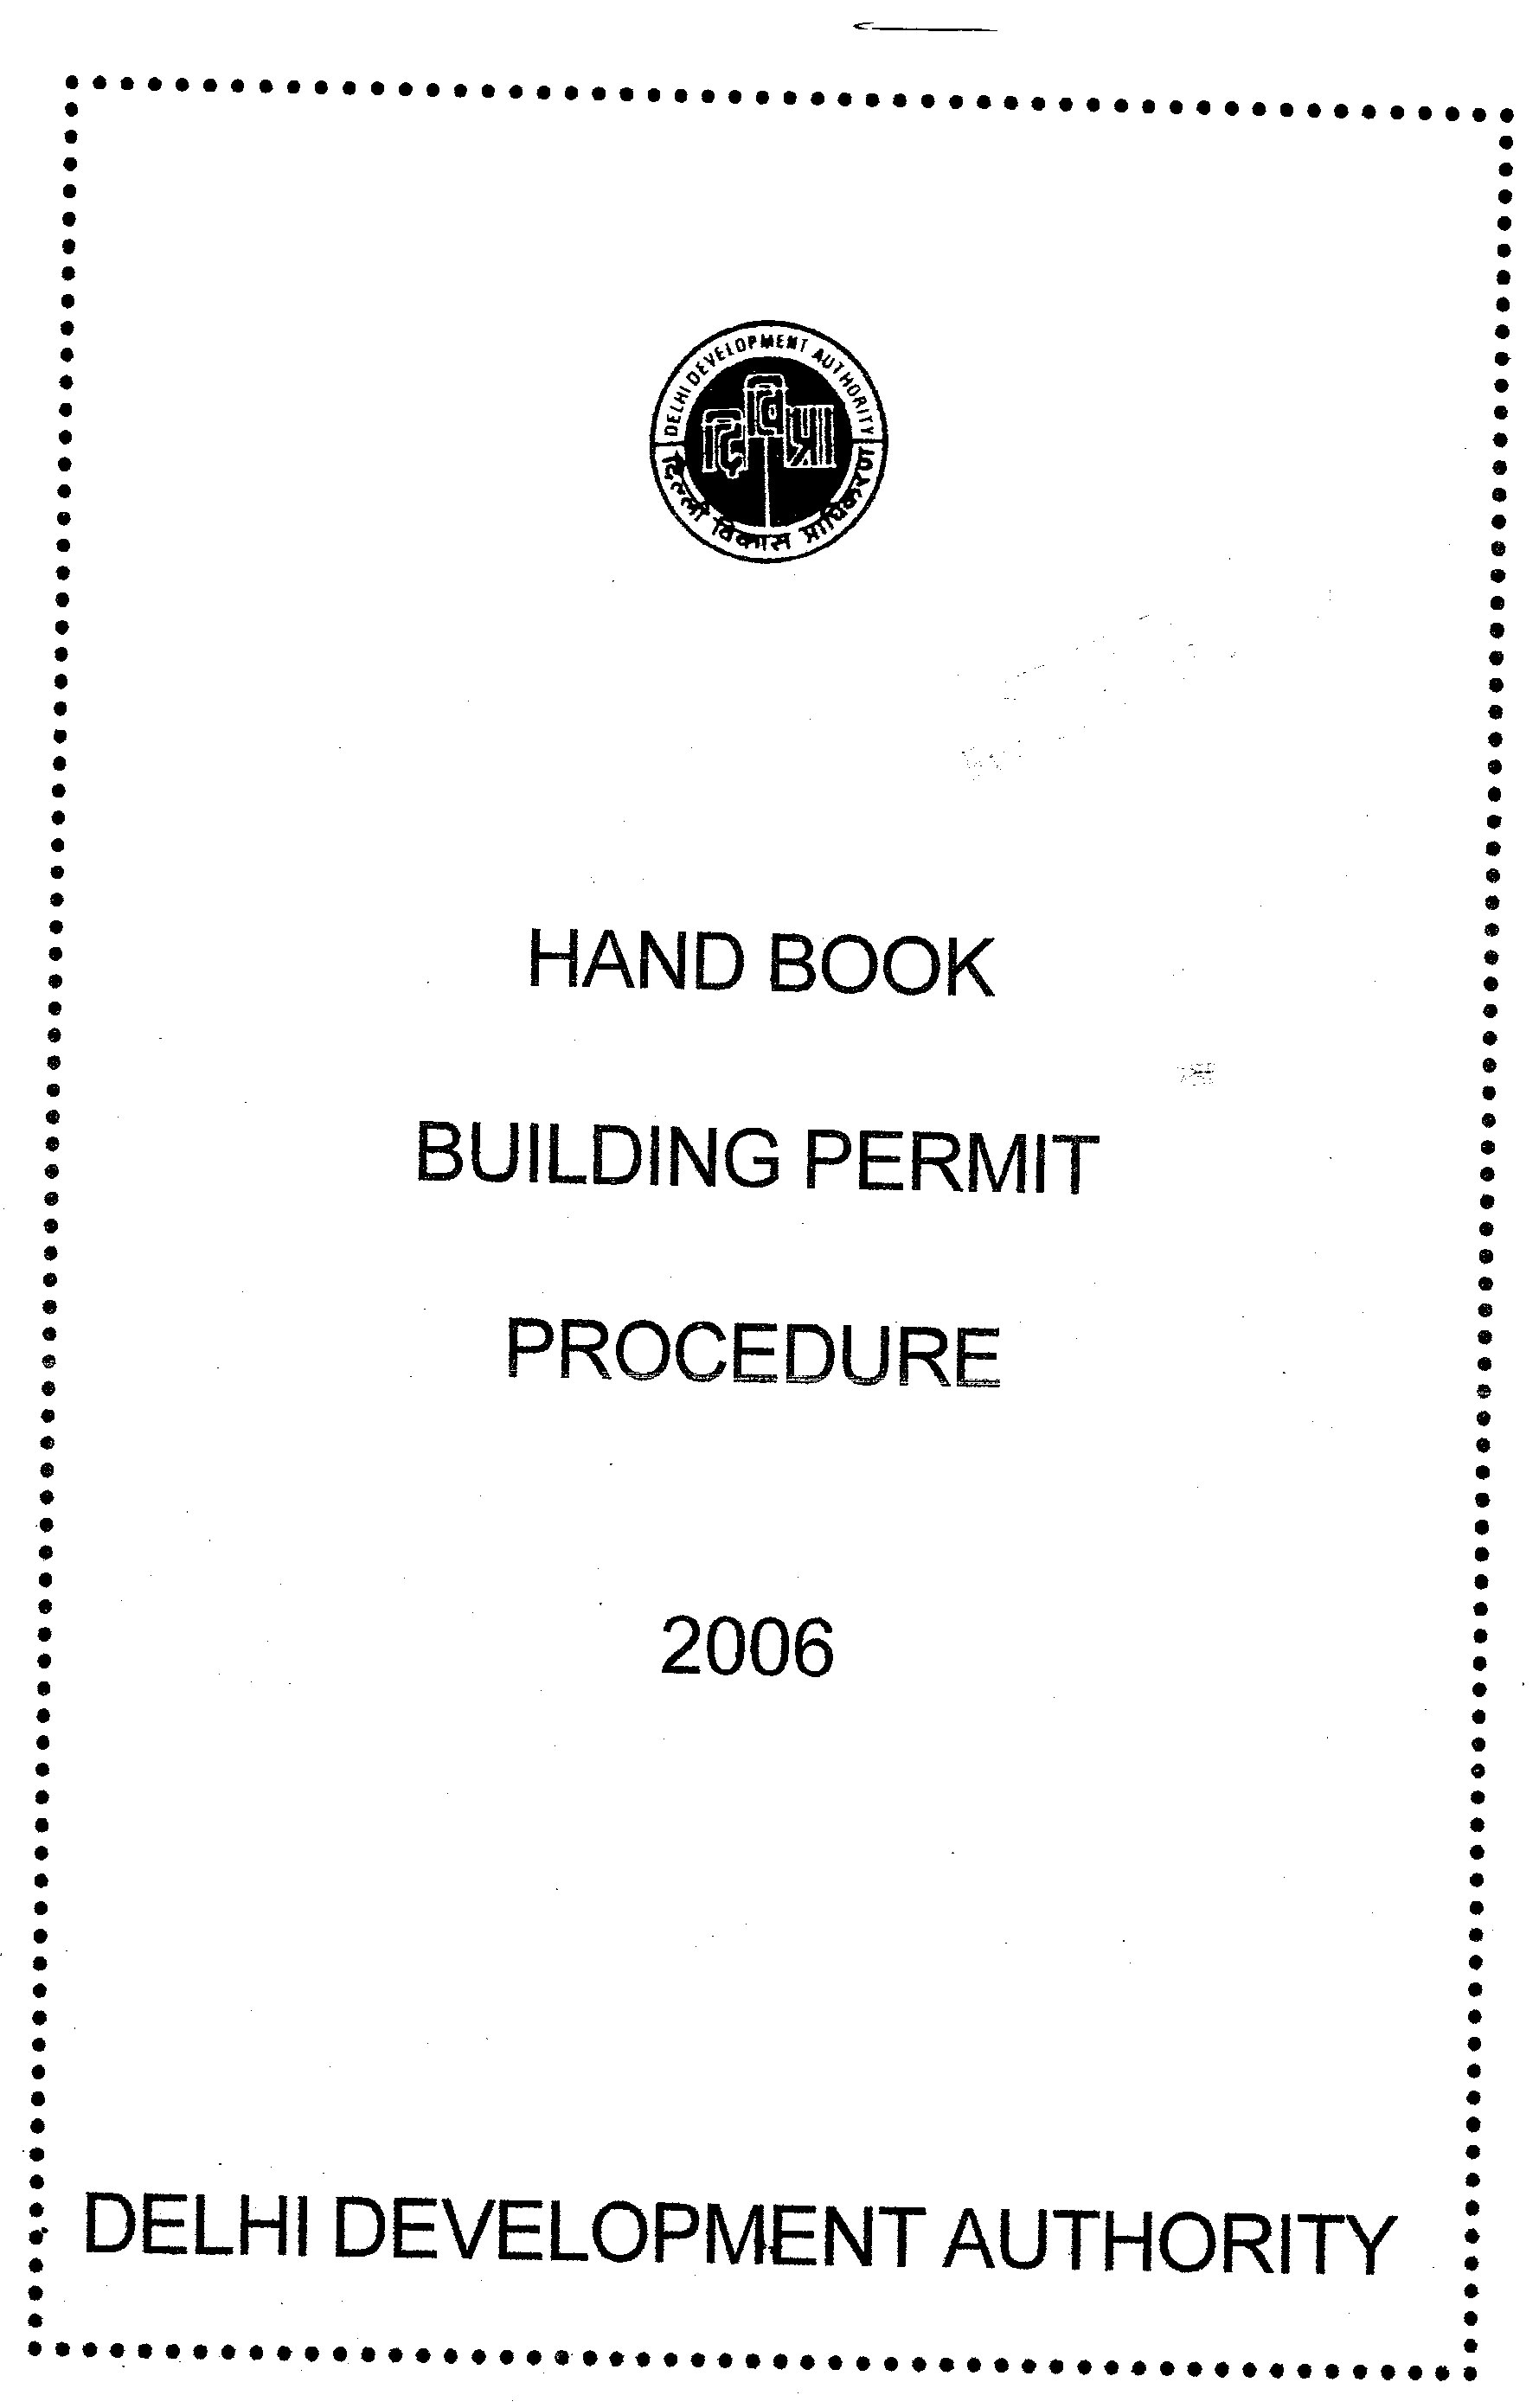 DELHI DEVELOPMENT AUTHORITY
दिविप्रा
दिल्ली विकास प्राधिकरण
HAND BOOK
BUILDING PERMIT
PROCEDURE
2006
DELHI DEVELOPMENT AUTHORITY